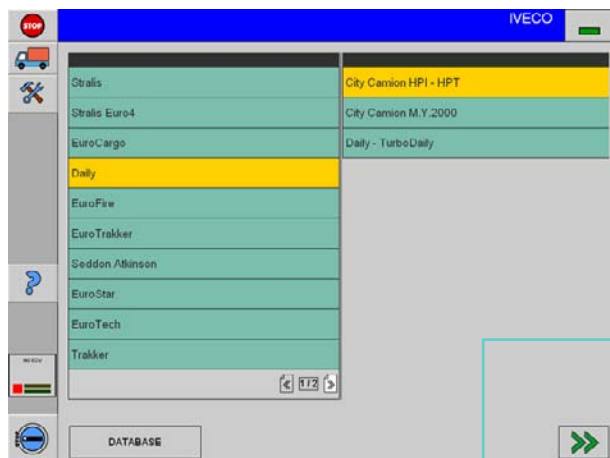 STOP
IVECO
Stralis
Stralis Euro4
EuroCargo
Daily
EuroFire
EuroTrakker
Seddon Atkinson
EuroStar
EuroTech
Trakker
1/2
City Camion HPI - HPT
City Camion M.Y.2000
Daily - TurboDaily
STOP
DATABASE